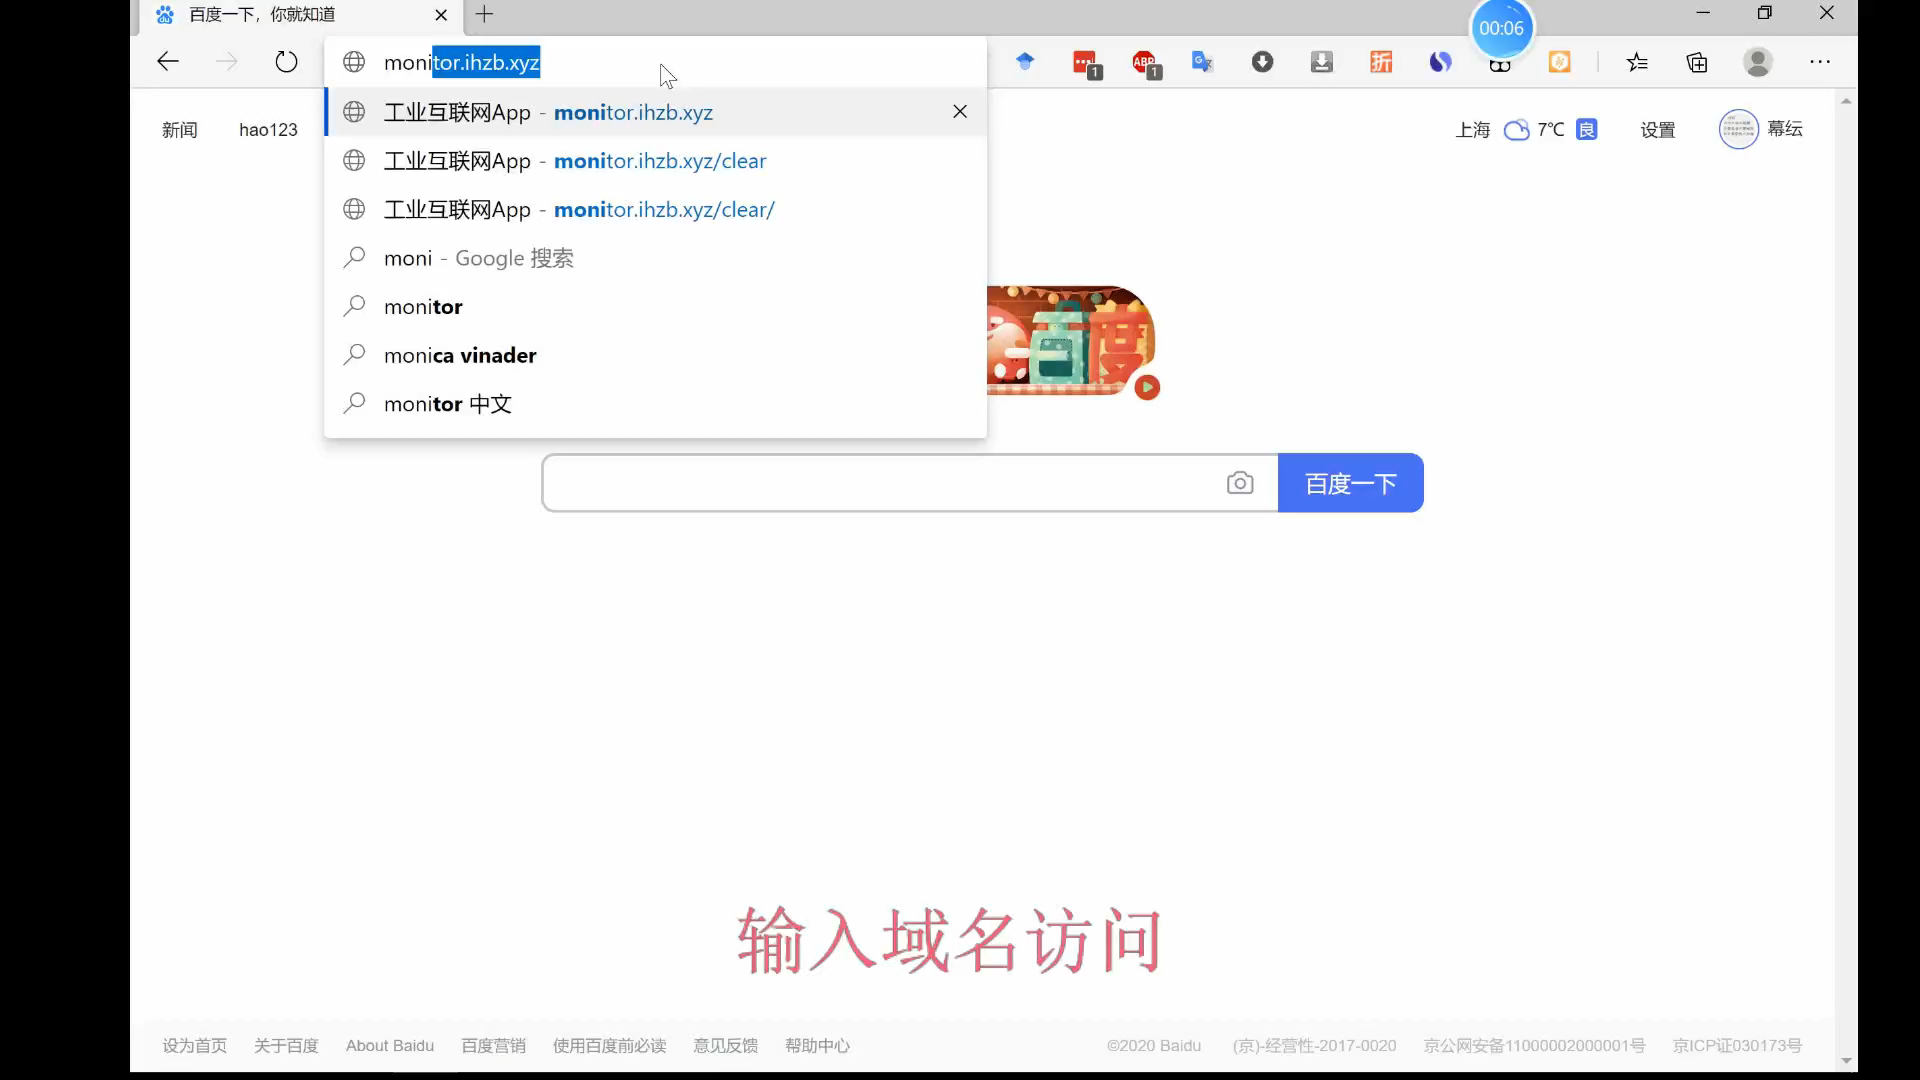 百度一下，你就知道
00:06
monitor.ihzb.xyz
1
ABP
1
折
工业互联网App - monitor.ihzb.xyz
工业互联网App - monitor.ihzb.xyz/clear
工业互联网App - monitor.ihzb.xyz/clear/
moni - Google 搜索
monitor
monica vinader
monitor 中文
新闻
hao123
上海
7℃
良
设置
幕纭
度
百度一下
输入域名访问
设为首页
关于百度
About Baidu
百度营销
使用百度前必读
意见反馈
帮助中心
©2020 Baidu
(京)-经营性-2017-0020
京公网安备11000002000001号
京ICP证030173号